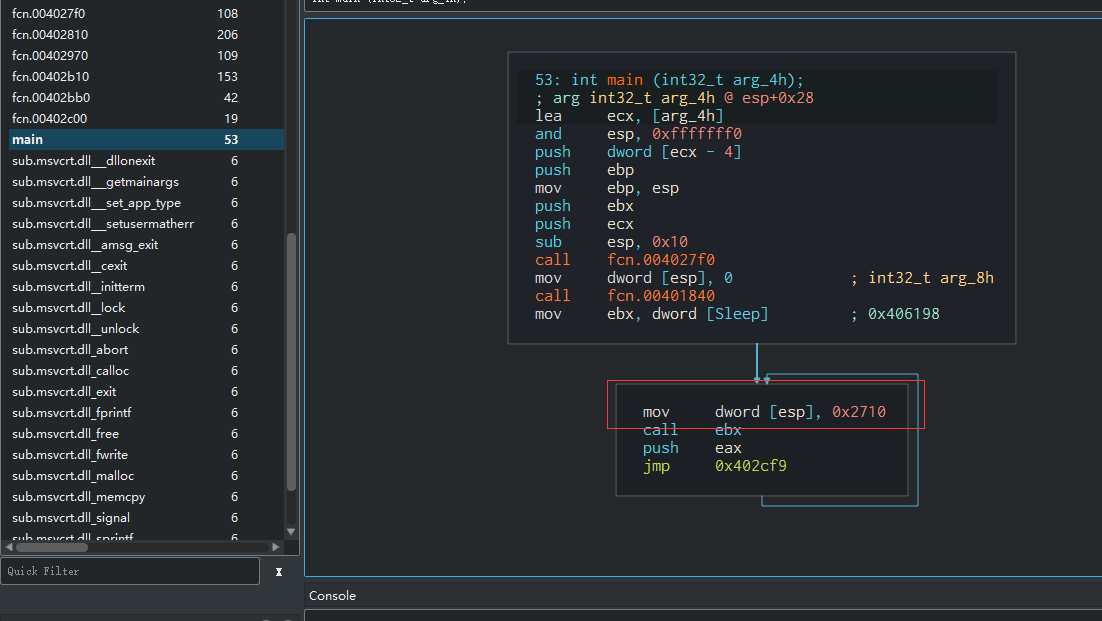 fcn.004027f0 108
fcn.00402810 206
fcn.00402970 109
fcn.00402b10 153
fcn.00402bb0 42
fcn.00402c00 19
main 53
sub.msvcrt.dll___dllonexit 6
sub.msvcrt.dll___getmainargs 6
sub.msvcrt.dll___set_app_type 6
sub.msvcrt.dll___setusermatherr 6
sub.msvcrt.dll__amsg_exit 6
sub.msvcrt.dll__cexit 6
sub.msvcrt.dll__initterm 6
sub.msvcrt.dll__lock 6
sub.msvcrt.dll__unlock 6
sub.msvcrt.dll_abort 6
sub.msvcrt.dll_calloc 6
sub.msvcrt.dll_exit 6
sub.msvcrt.dll_fprintf 6
sub.msvcrt.dll_free 6
sub.msvcrt.dll_fwrite 6
sub.msvcrt.dll_malloc 6
sub.msvcrt.dll_memcpy 6
sub.msvcrt.dll_signal 6
sub.msvcrt.dll_sprintf 6
Quick Filter
X
int main (int32_t arg_4h);
53: int main (int32_t arg_4h);
; arg int32_t arg_4h @ esp+0x28
lea ecx, [arg_4h]
and esp, 0xfffffff0
push dword [ecx - 4]
push ebp
mov ebp, esp
push ebx
push ecx
sub esp, 0x10
call fcn.004027f0
mov dword [esp], 0 ; int32_t arg_8h
call fcn.00401840
mov ebx, dword [Sleep] ; 0x406198
mov dword [esp], 0x2710
call ebx
push eax
jmp 0x402cf9
Console